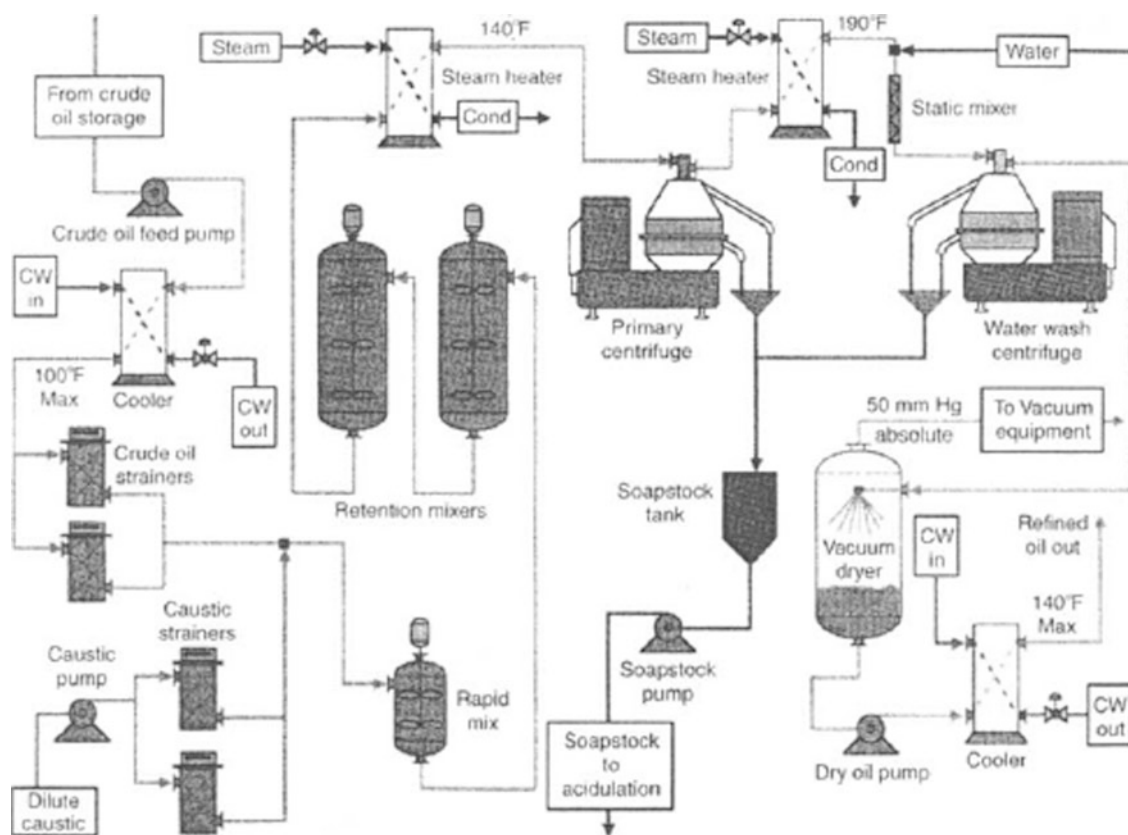 Steam
140°F
Steam heater
Cond
Steam
190°F
Steam heater
Cond
Water
Static mixer
From crude
oil storage
Crude oil feed pump
CW
in
100°F
Max
Cooler
CW
out
Crude oil
strainers
Retention mixers
Primary
centrifuge
Water wash
centrifuge
50 mm Hg
absolute
To Vacuum
equipment
Soapstock
tank
Vacuum
dryer
CW
in
Refined
oil out
140°F
Max
Caustic
strainers
Caustic
pump
Dilute
caustic
Rapid
mix
Soapstock
pump
Soapstock
to
acidulation
Dry oil pump
Cooler
CW
out